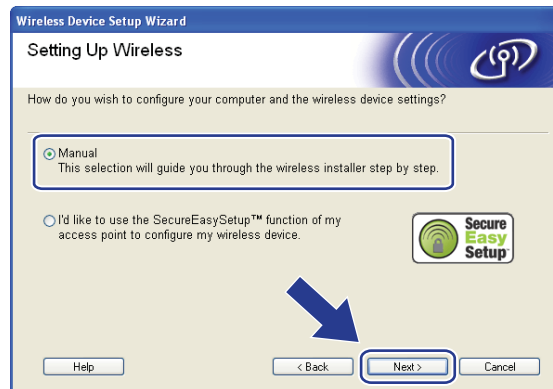 Wireless Device Setup Wizard
Setting Up Wireless
How do you wish to configure your computer and the wireless device settings?
Manual
This selection will guide you through the wireless installer step by step.
I'd like to use the SecureEasySetup™ function of my
access point to configure my wireless device.
Secure
Easy
Setup™
Help
< Back
Next >
Cancel